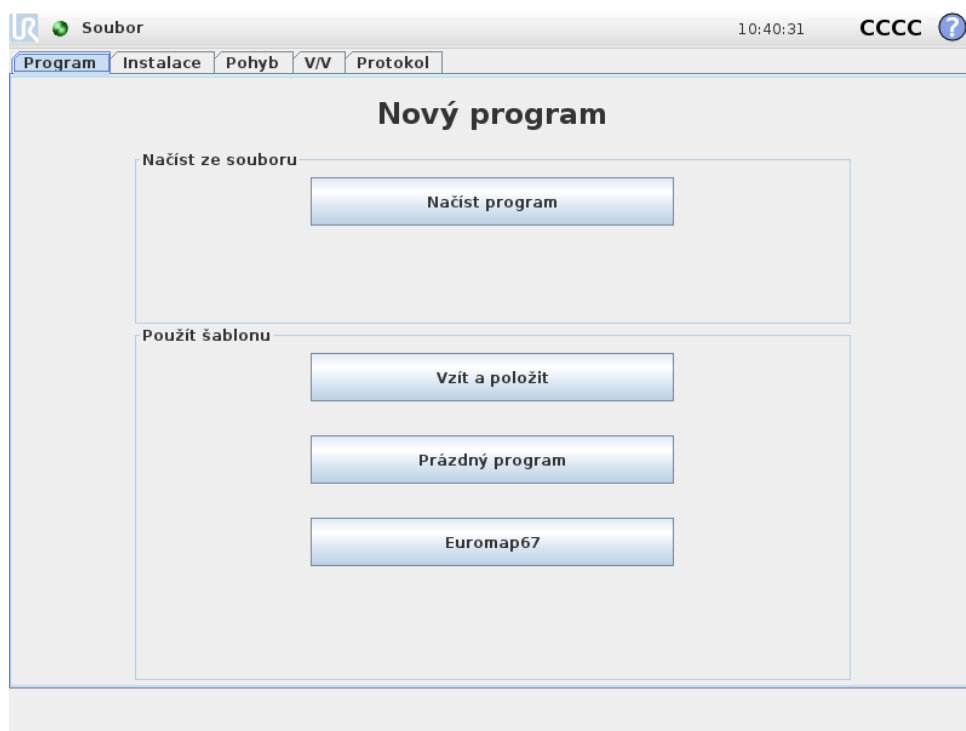 UR Soubor 10:40:31 CCCC ?
Program Instalace Pohyb V/V Protokol
Nový program
Načíst ze souboru
Načíst program
Použít šablonu
Vzít a položit
Prázdný program
Euromap67